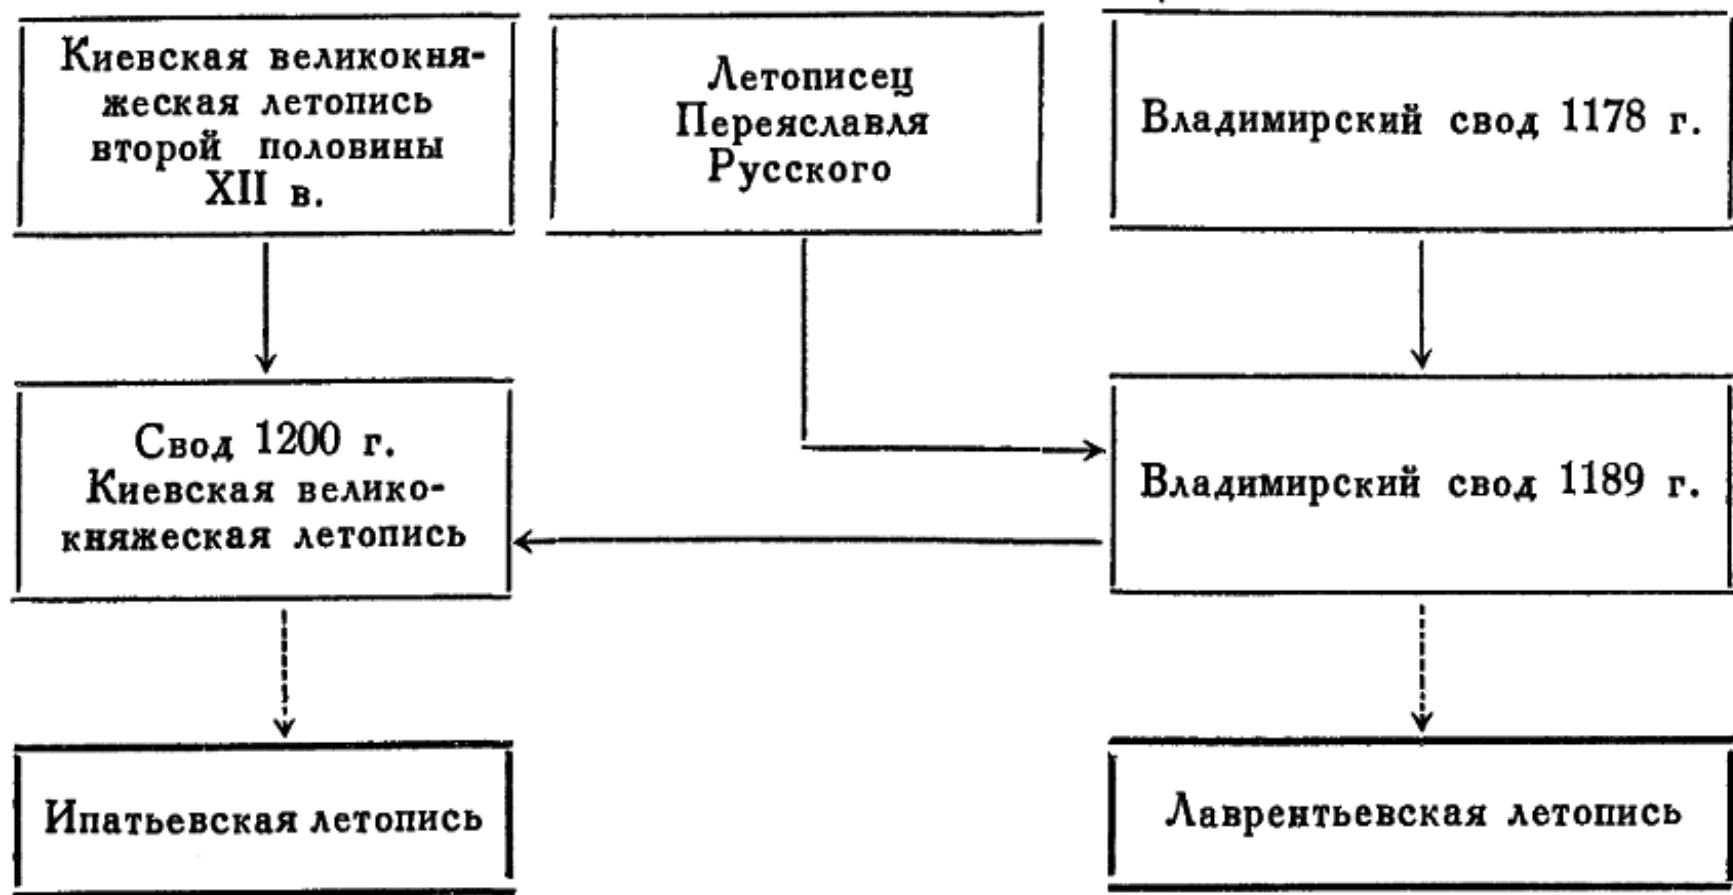 Киевская великокня-
жеская летопись
второй половины
XII в.
Летописец
Переяславля
Русского
Владимирский свод 1178 г.
Свод 1200 г.
Киевская велико-
княжеская летопись
Владимирский свод 1189 г.
Ипатьевская летопись
Лаврентьевская летопись